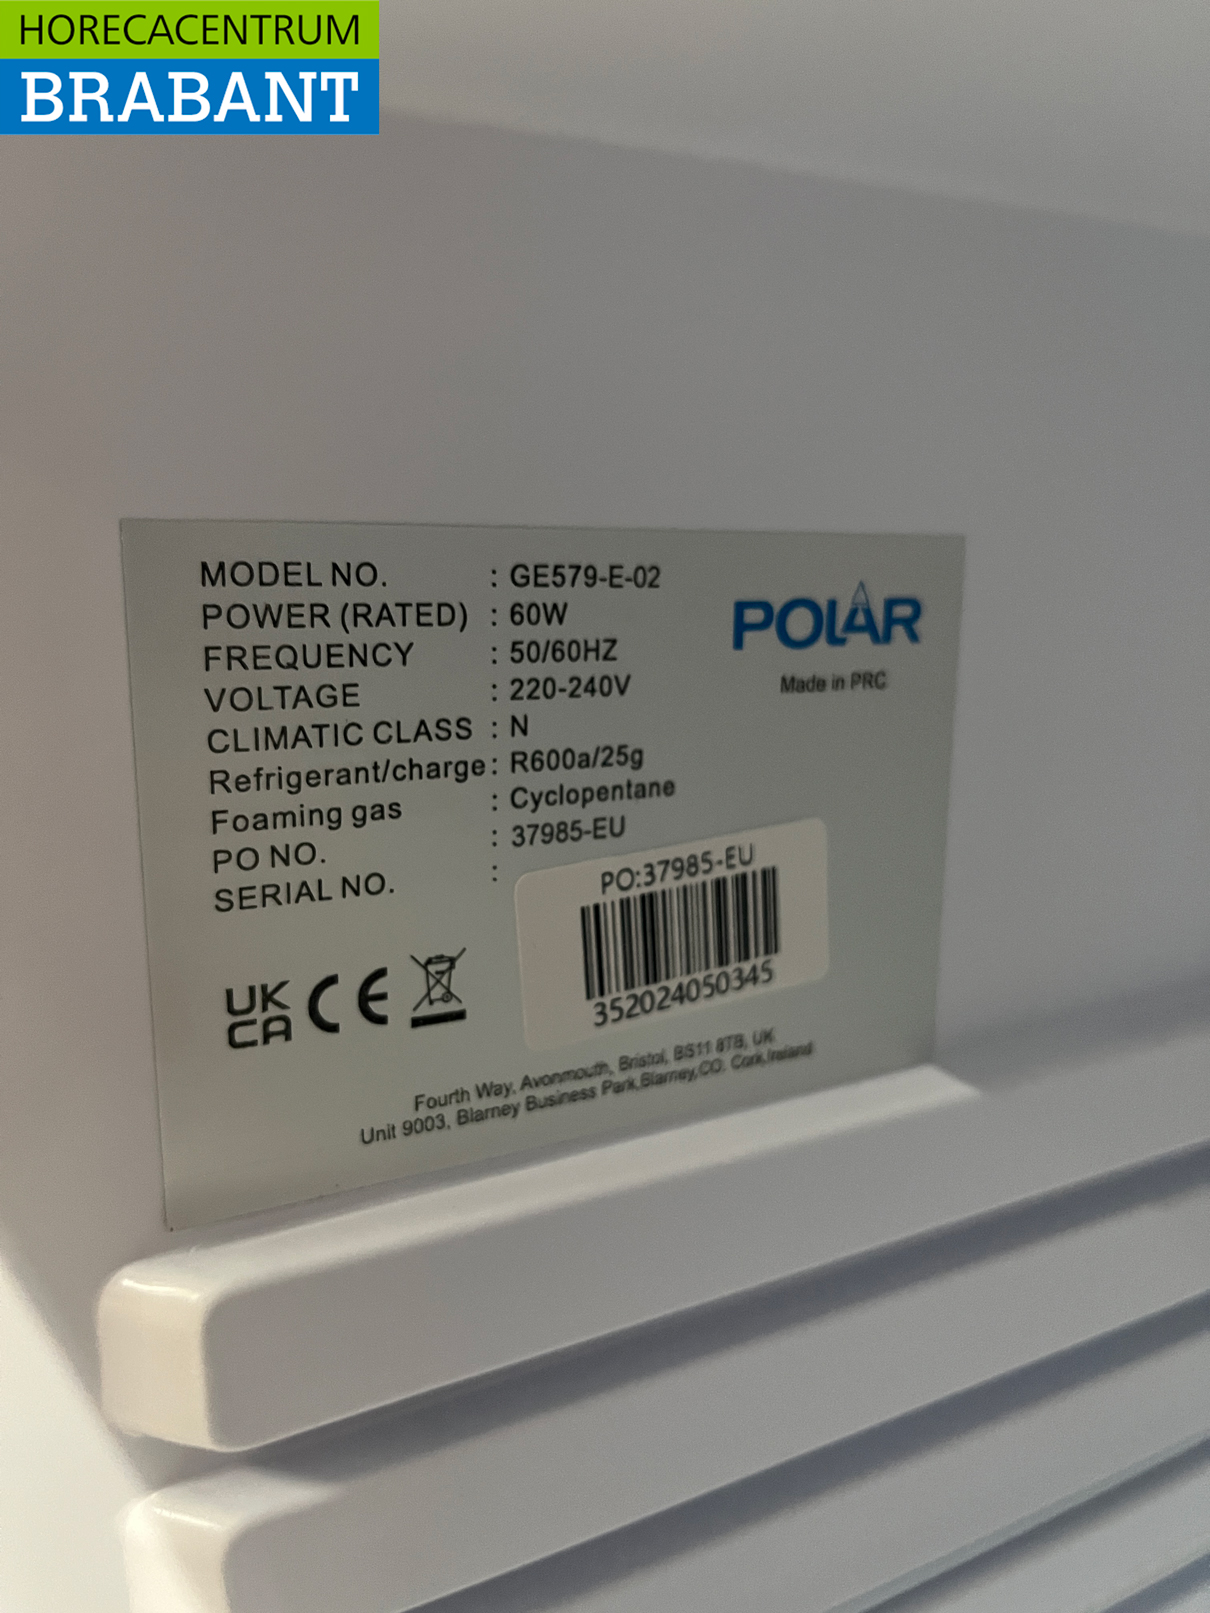 HORECACENTRUM
BRABANT
MODEL NO. : GE579-E-02
POWER (RATED) : 60W
FREQUENCY : 50/60HZ
VOLTAGE : 220-240V
CLIMATIC CLASS : N
Refrigerant/charge : R600a/25g
Foaming gas : Cyclopentane
PO NO. : 37985-EU
SERIAL NO. :
POLAR
Made in PRC
PO:37985-EU
352024050345
UK
CA CE
Fourth Way, Avonmouth, Bristol, BS11 8TB, UK
Unit 9003, Blarney Business Park,Blarney,CO. Cork,Ireland